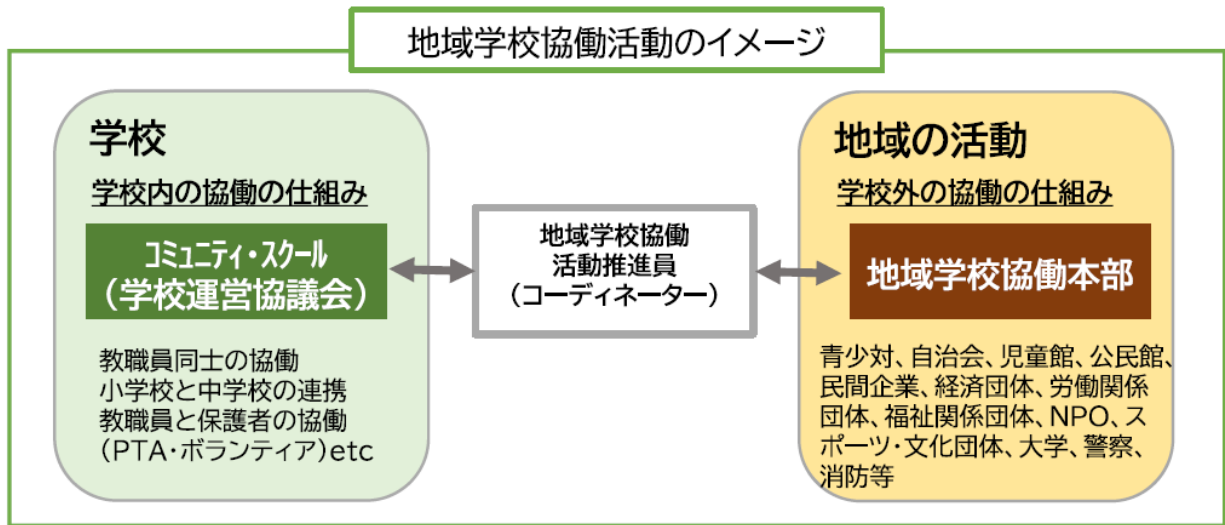 地域学校協働活動のイメージ
学校
学校内の協働の仕組み
コミュニティ・スクール
(学校運営協議会)
教職員同士の協働
小学校と中学校の連携
教職員と保護者の協働
(PTA・ボランティア)etc
地域学校協働
活動推進員
(コーディネーター)
地域の活動
学校外の協働の仕組み
地域学校協働本部
青少対、自治会、児童館、公民館、
民間企業、経済団体、労働関係
団体、福祉関係団体、NPO、ス
ポーツ・文化団体、大学、警察、
消防等